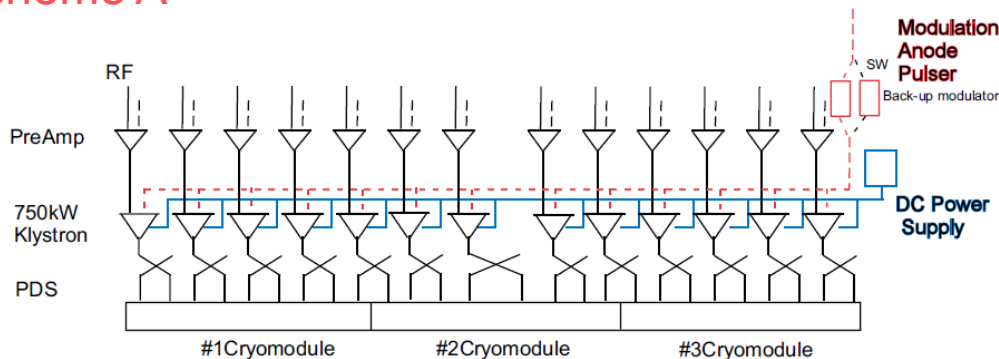 RF
SW
Modulation
Anode
Pulser
Back-up modulator
PreAmp
750kW
Klystron
DC Power
Supply
PDS
#1Cryomodule
#2Cryomodule
#3Cryomodule